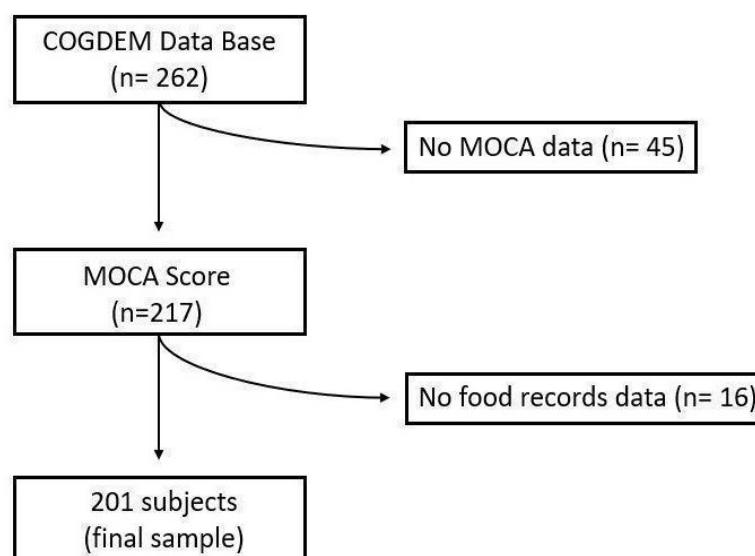 COGDEM Data Base
(n= 262)
No MOCA data (n= 45)
MOCA Score
(n=217)
No food records data (n= 16)
201 subjects
(final sample)